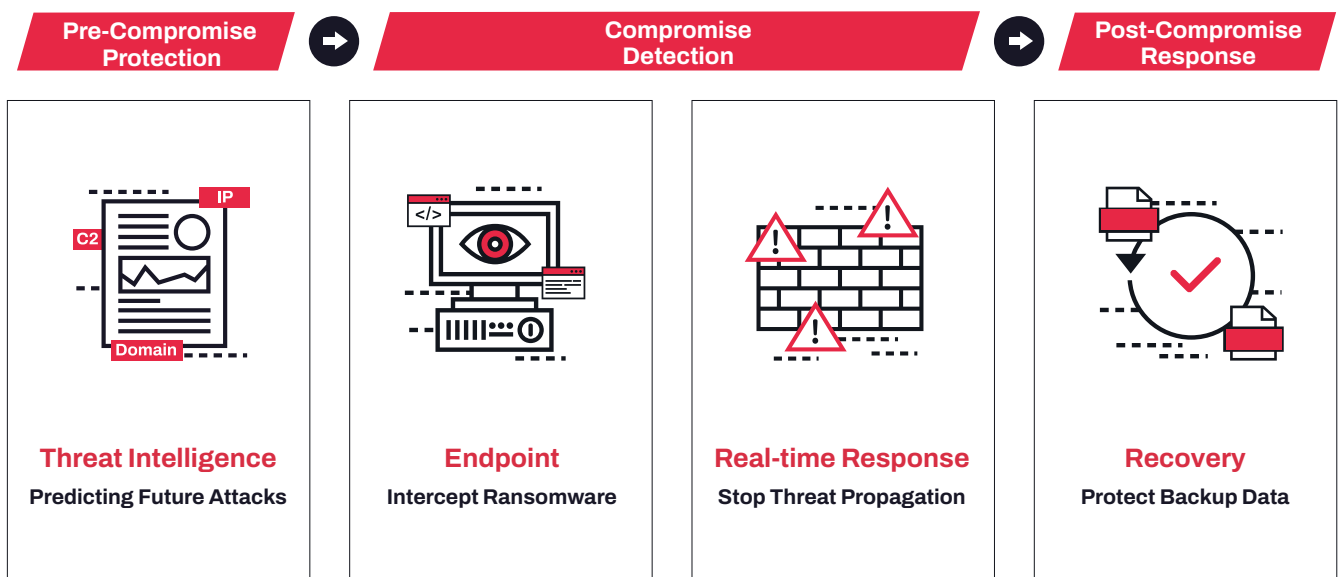 Pre-Compromise
Protection
Compromise
Detection
Post-Compromise
Response
IP
C2
Domain
</>
!
!
!
Threat Intelligence
Predicting Future Attacks
Endpoint
Intercept Ransomware
Real-time Response
Stop Threat Propagation
Recovery
Protect Backup Data